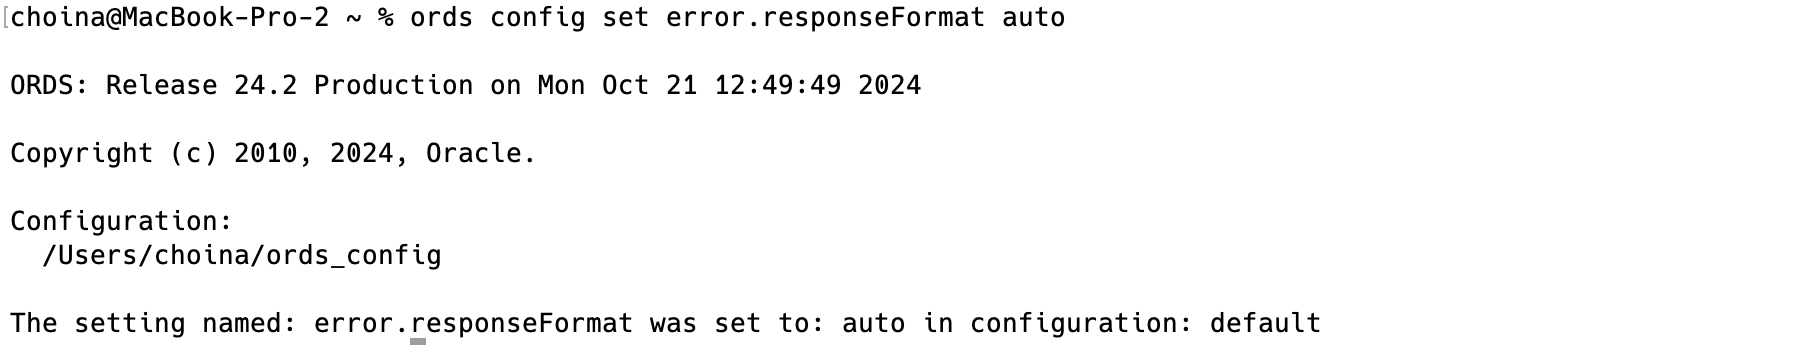 choina@MacBook-Pro-2 ~ % ords config set error.responseFormat auto
ORDS: Release 24.2 Production on Mon Oct 21 12:49:49 2024
Copyright (c) 2010, 2024, Oracle.
Configuration:
  /Users/choina/ords_config
The setting named: error.responseFormat was set to: auto in configuration: default